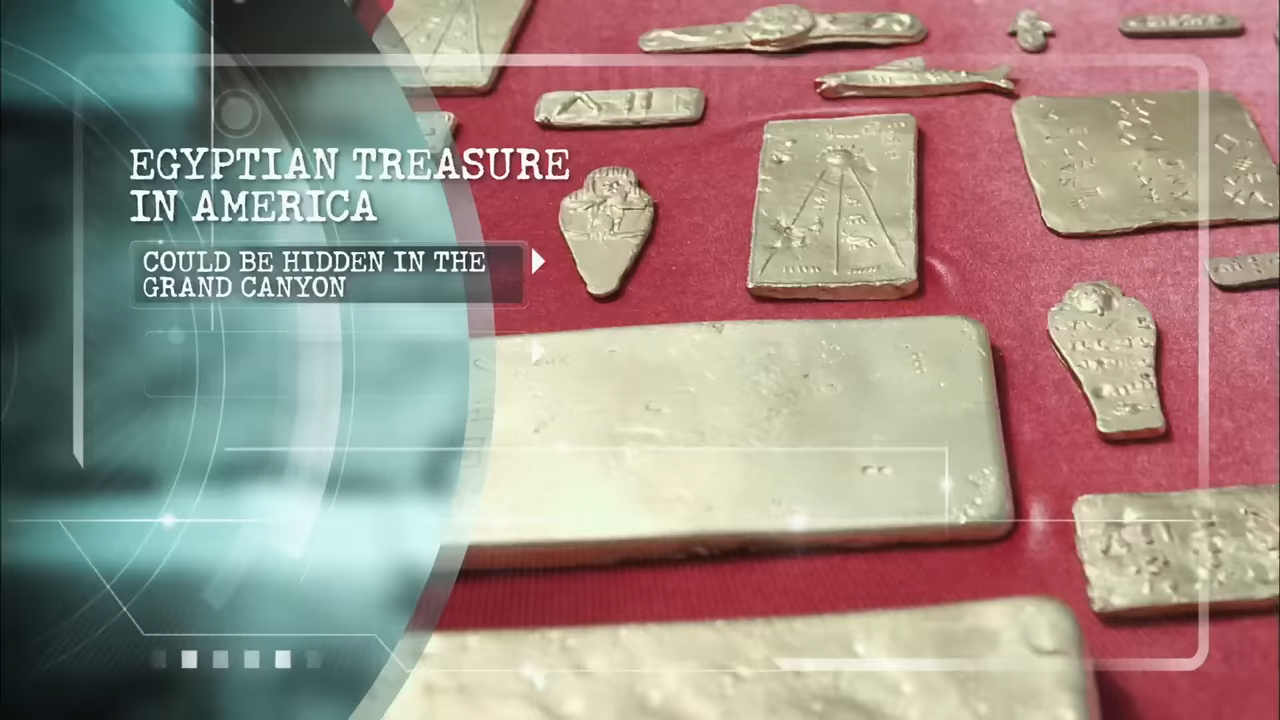 EGYPTIAN TREASURE
IN AMERICA
COULD BE HIDDEN IN THE
GRAND CANYON